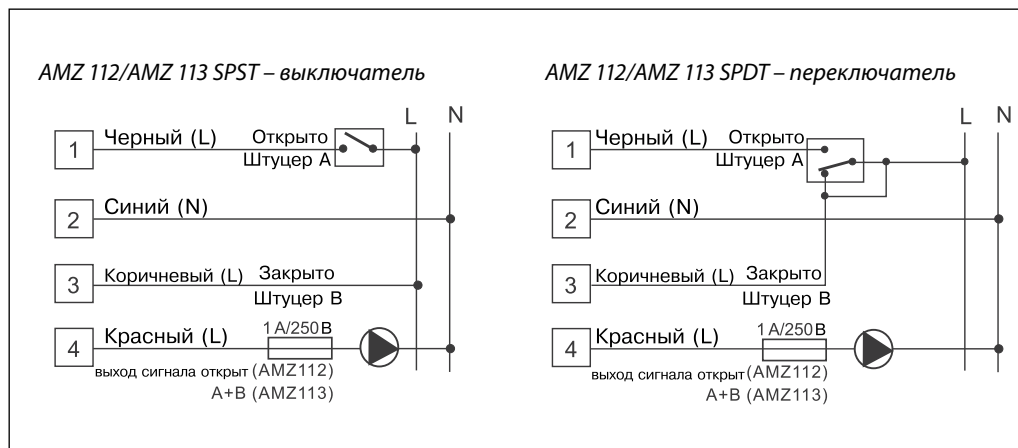 AMZ 112/AMZ 113 SPST – выключатель
L N
1 Черный (L) Открыто
Штуцер А
2 Синий (N)
3 Коричневый (L) Закрыто
Штуцер В
4 Красный (L) 1 А/250 В
выход сигнала открыт (AMZ112)
A+B (AMZ113)
AMZ 112/AMZ 113 SPDT – переключатель
L N
1 Черный (L) Открыто
Штуцер А
2 Синий (N)
3 Коричневый (L) Закрыто
Штуцер В
4 Красный (L) 1 А/250 В
выход сигнала открыт (AMZ112)
A+B (AMZ113)